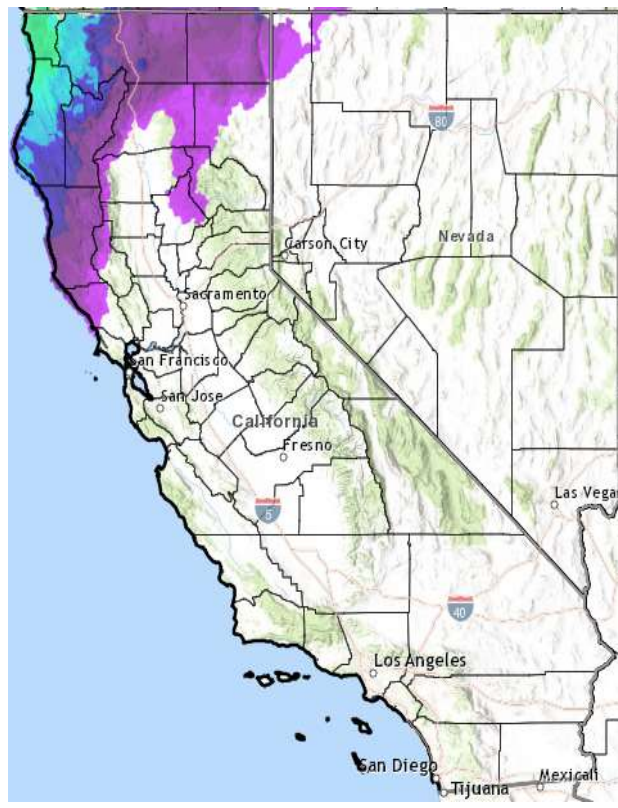 80
Carson City
Nevada
Sacramento
San Francisco
San Jose
California
Fresno
5
Las Vega
40
Los Angeles
San Diego
Mexicali
Tijuana